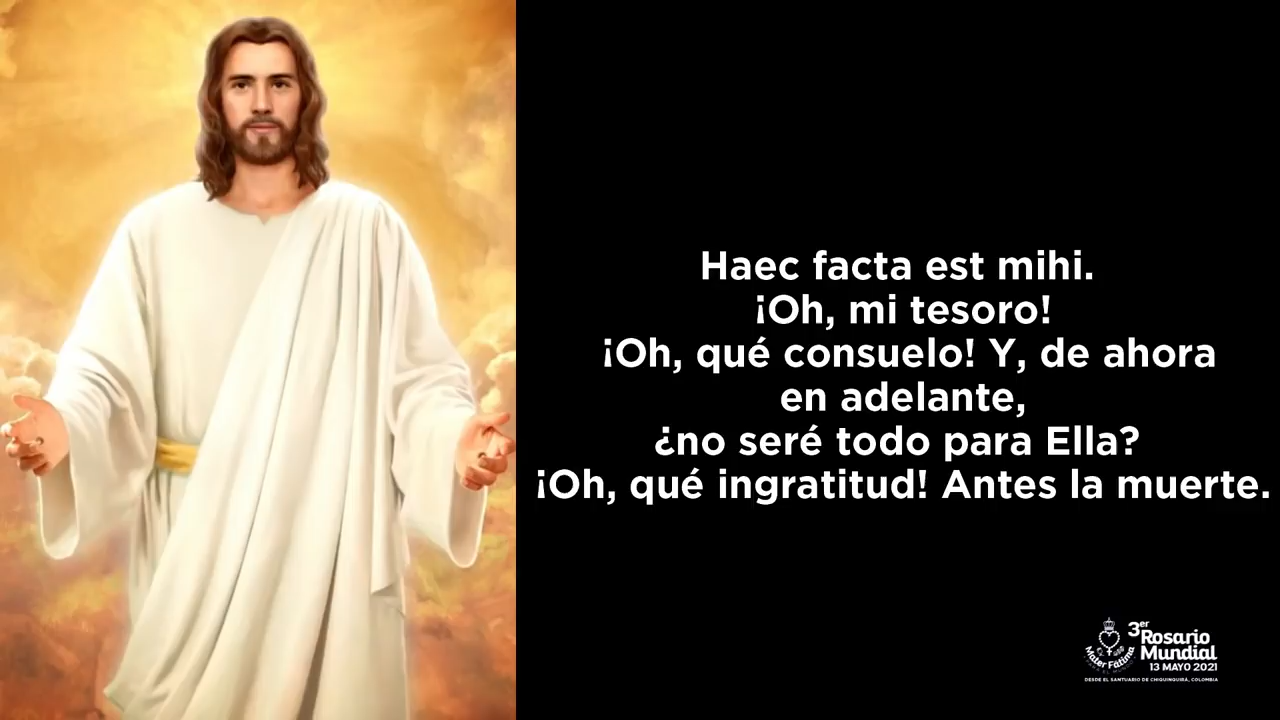 Haec facta est mihi.
¡Oh, mi tesoro!
¡Oh, qué consuelo! Y, de ahora
en adelante,
¿no seré todo para Ella?
¡Oh, qué ingratitud! Antes la muerte.
3er
Rosario
Mundial
Mater Fátima
13 MAYO 2021
DESDE EL SANTUARIO DE CHIQUINQUIRÁ, COLOMBIA